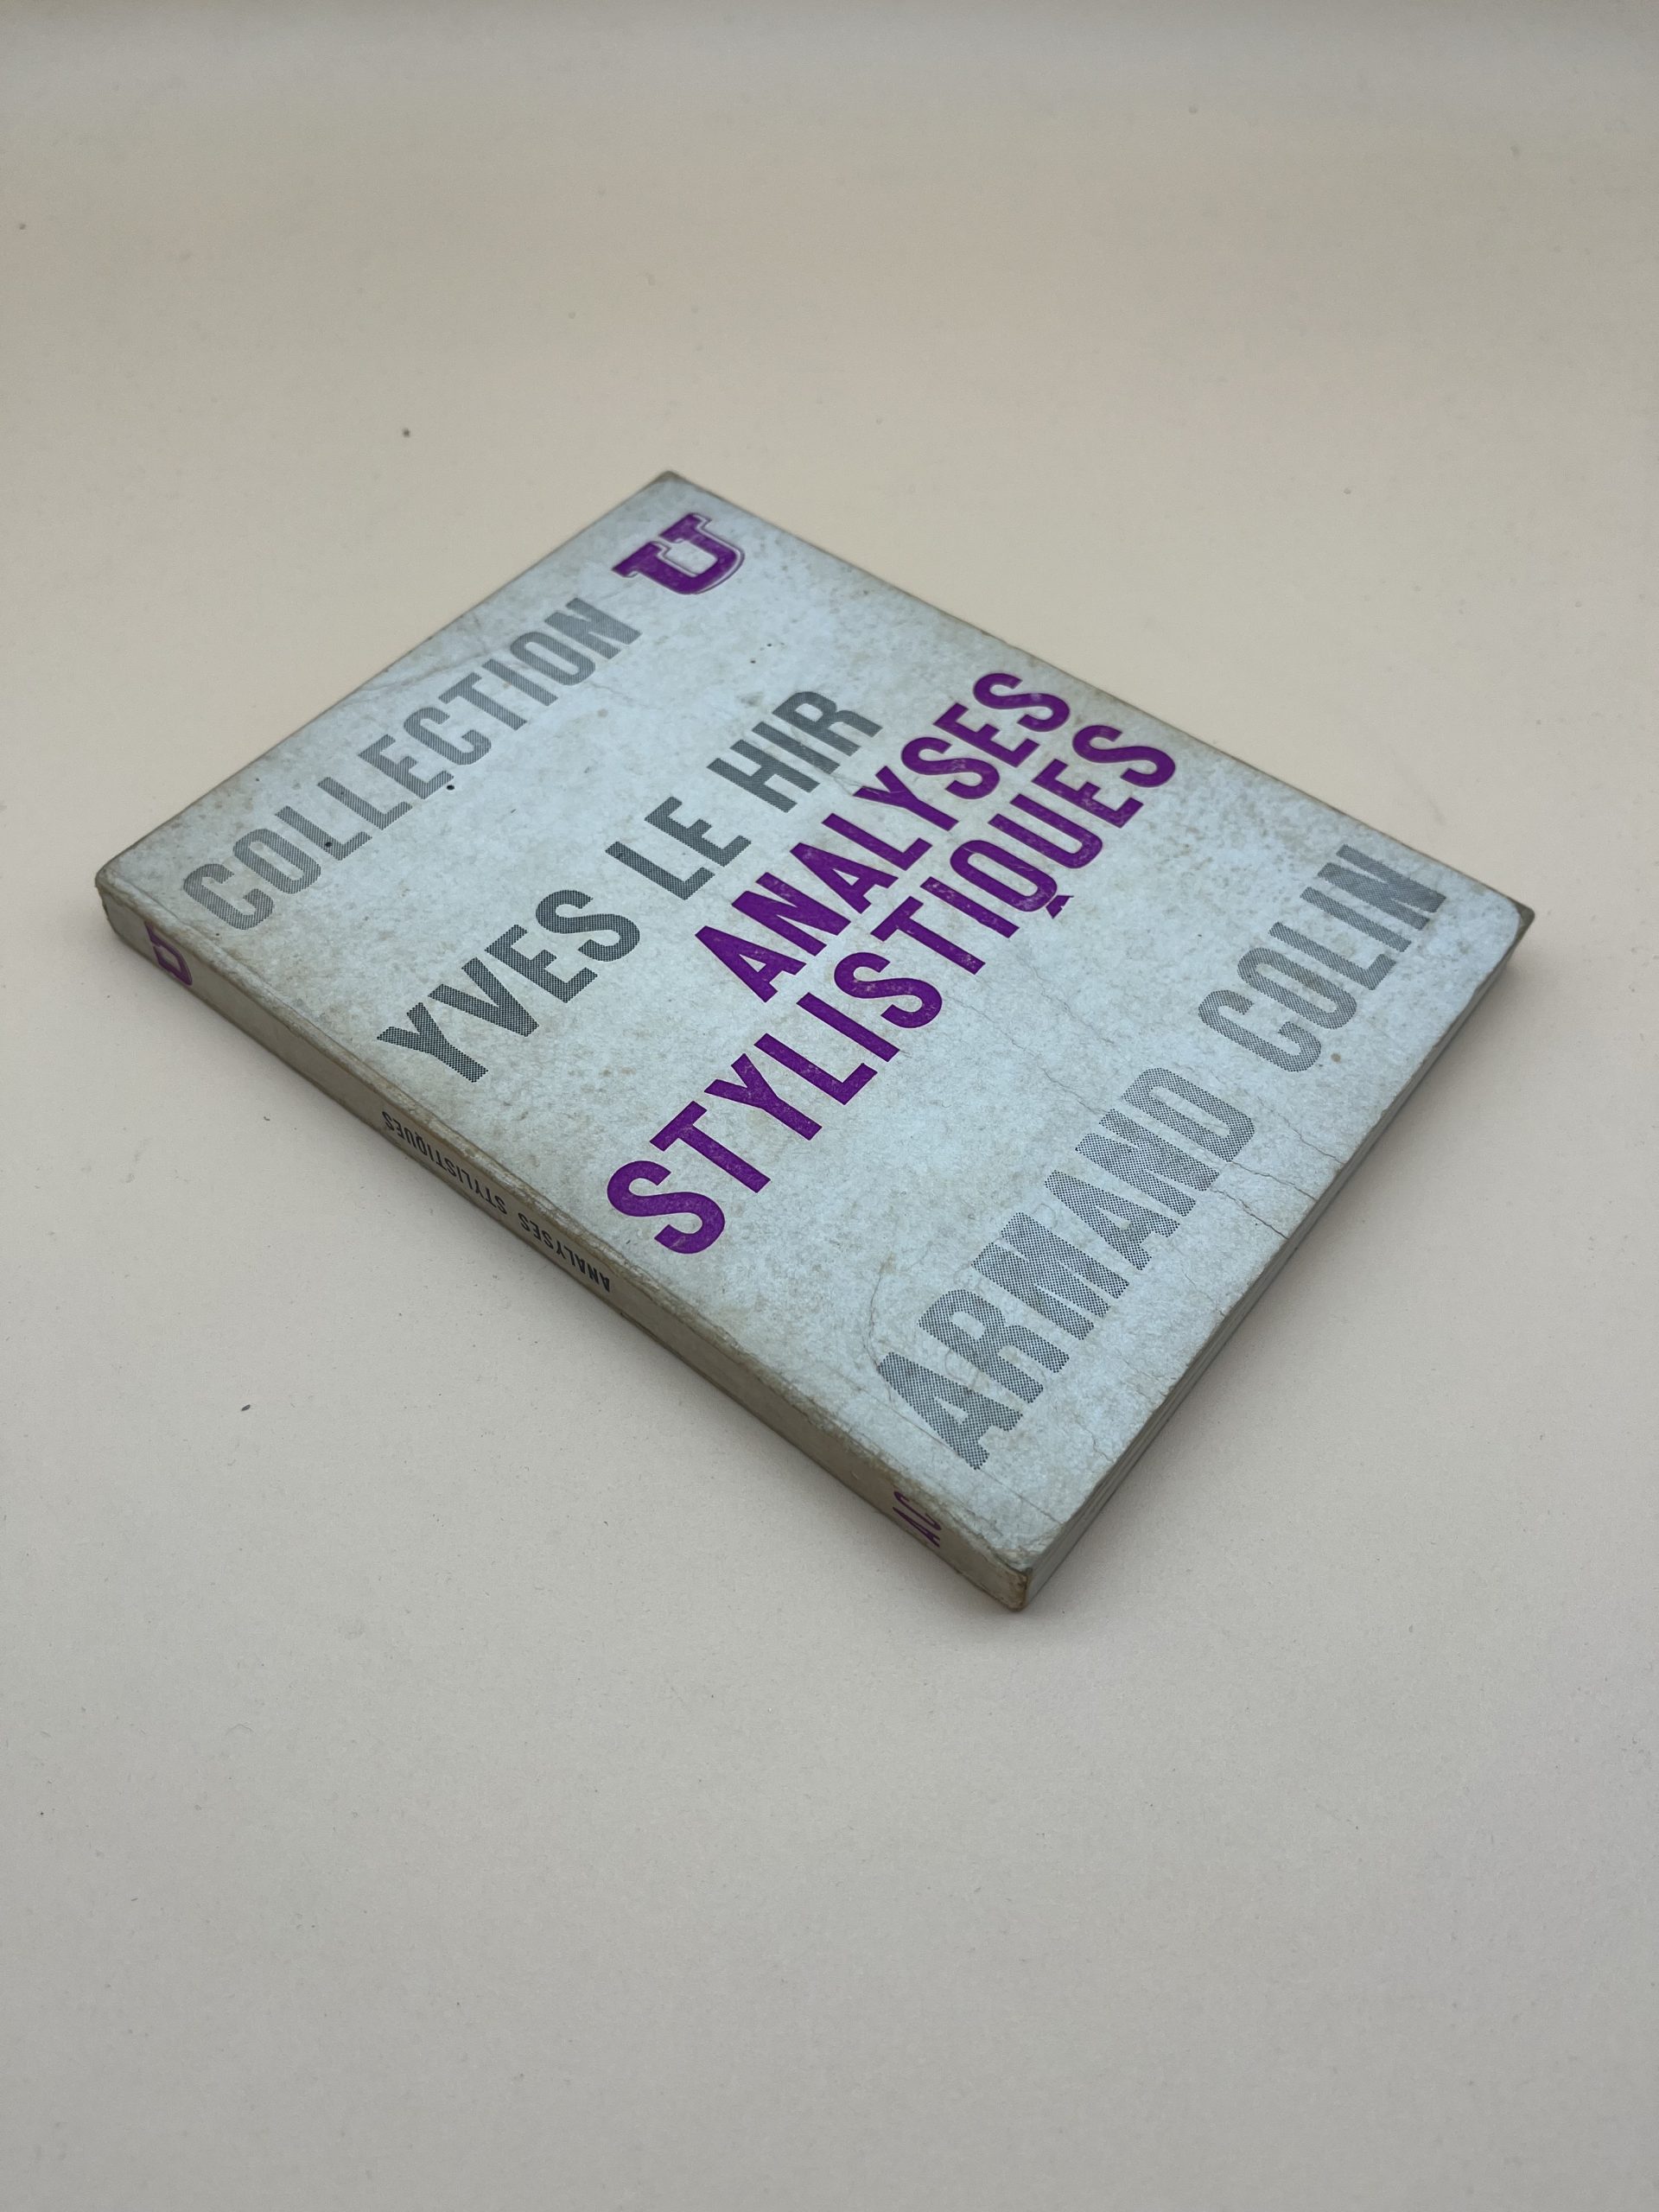 COLLECTION U
YVES LE HIR
ANALYSES
STYLISTIQUES
ARMAND COLIN
U
ANALYSES STYLISTIQUES
AC